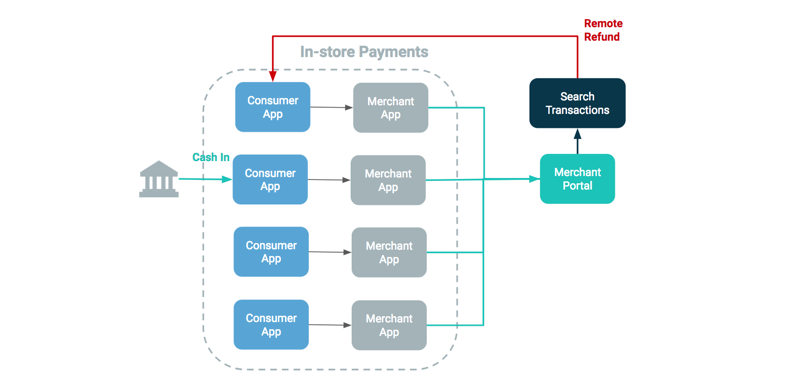 Remote
Refund
In-store Payments
Consumer
App
Merchant
App
Search
Transactions
Cash In
Consumer
App
Merchant
App
Merchant
Portal
Consumer
App
Merchant
App
Consumer
App
Merchant
App